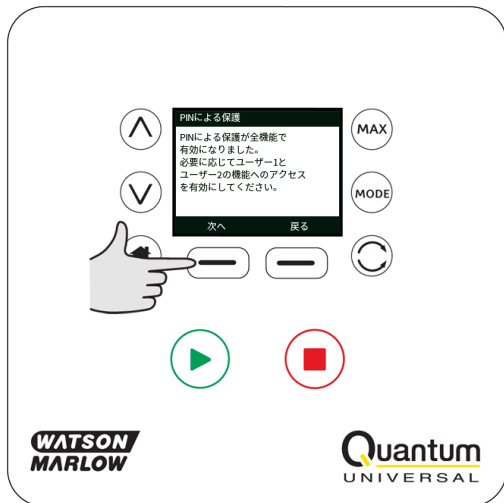 PINによる保護
PINによる保護が全機能で
有効になりました。
必要に応じてユーザー1と
ユーザー2の機能へのアクセス
を有効にしてください。
次へ 戻る
MAX
MODE
WATSON
MARLOW
Quantum
UNIVERSAL